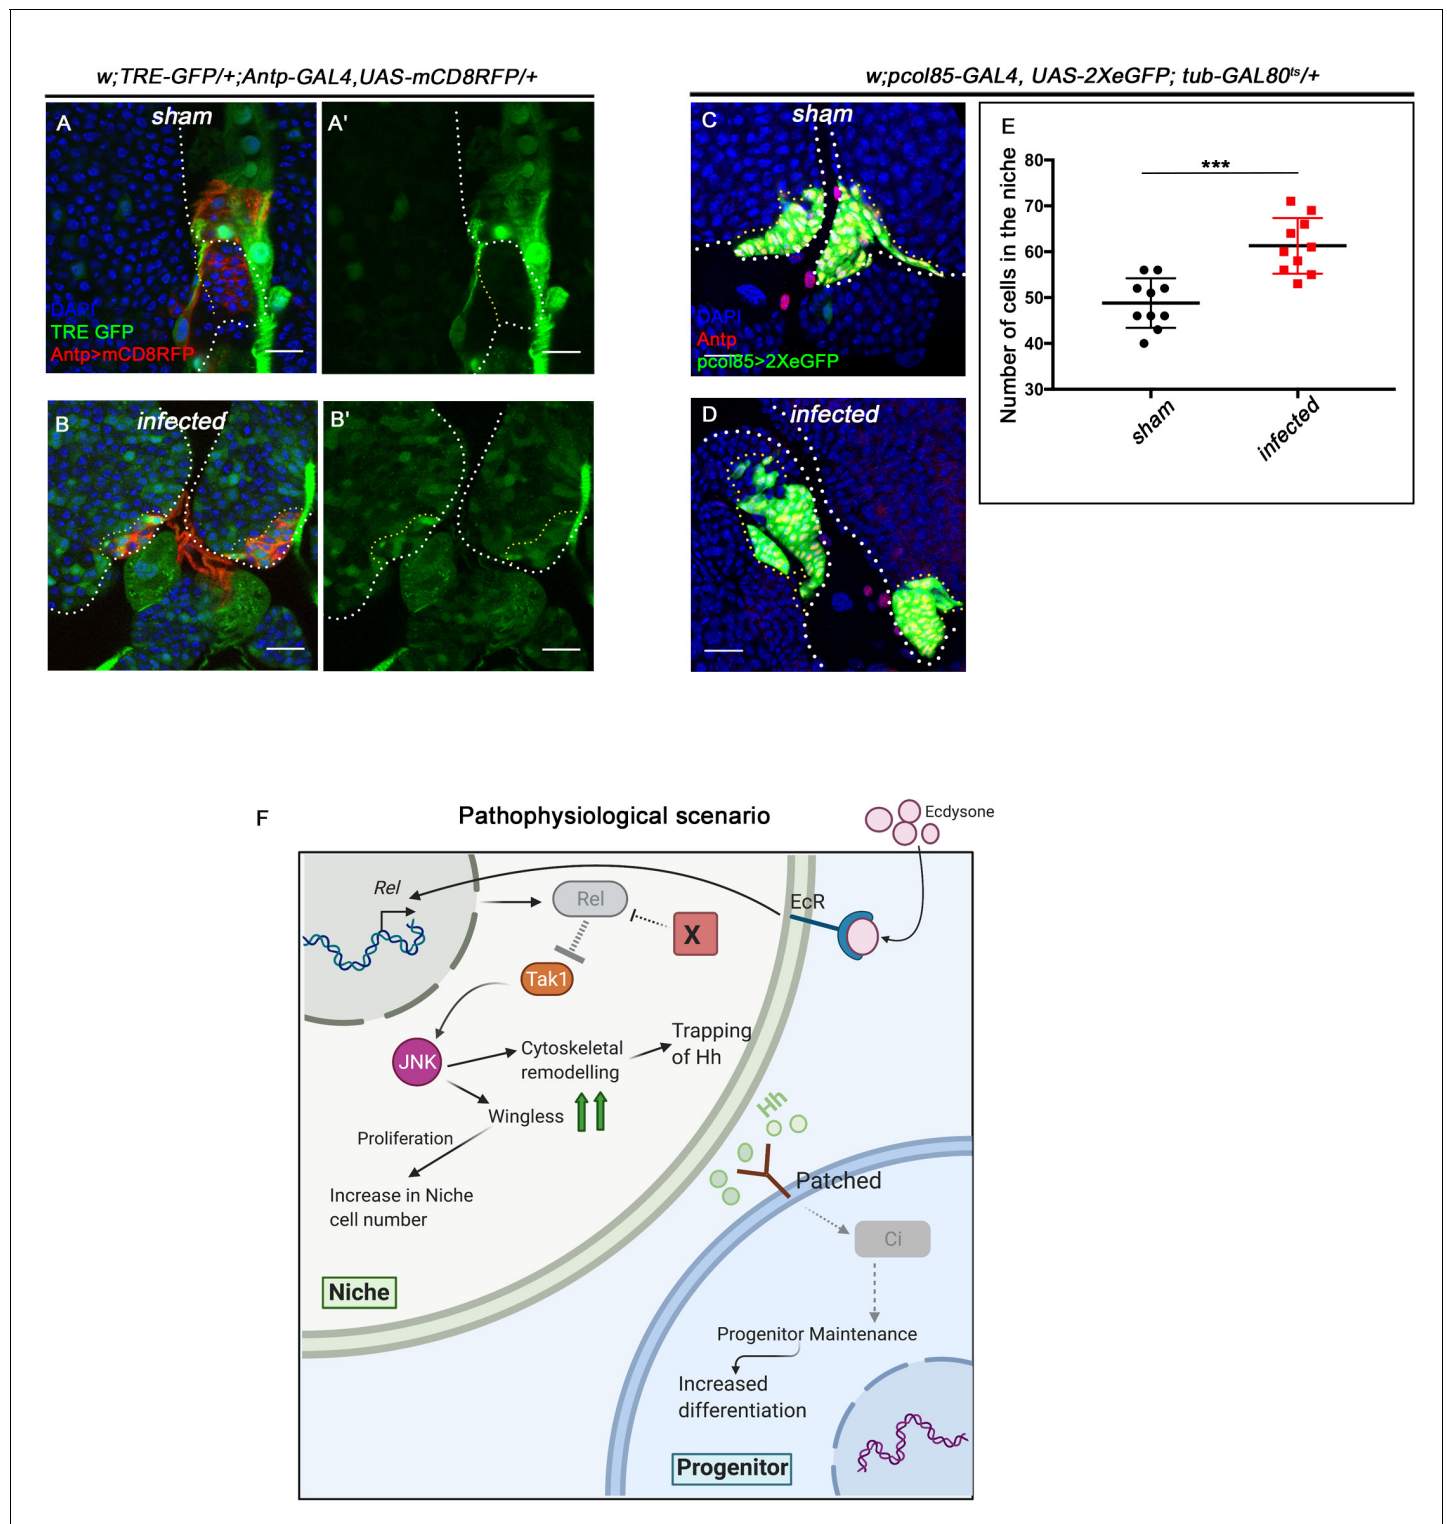 w;TRE-GFP/+;Antp-GAL4,UAS-mCD8RFP/+
A
sham
DAPI
TRE GFP
Antp>mCD8RFP
A'
B
infected
B'
w;pcol85-GAL4, UAS-2XeGFP; tub-GAL80ts/+
C
sham
DAPI
Antp
pcol85>2XeGFP
D
infected
E
Number of cells in the niche
80
70
60
50
40
30
***
sham
infected
F
Pathophysiological scenario
Ecdysone
Rel
Rel
X
EcR
Tak1
JNK
Cytoskeletal
remodelling
Trapping
of Hh
Wingless
Proliferation
Increase in Niche
cell number
Niche
Hh
Patched
Ci
Progenitor Maintenance
Increased
differentiation
Progenitor